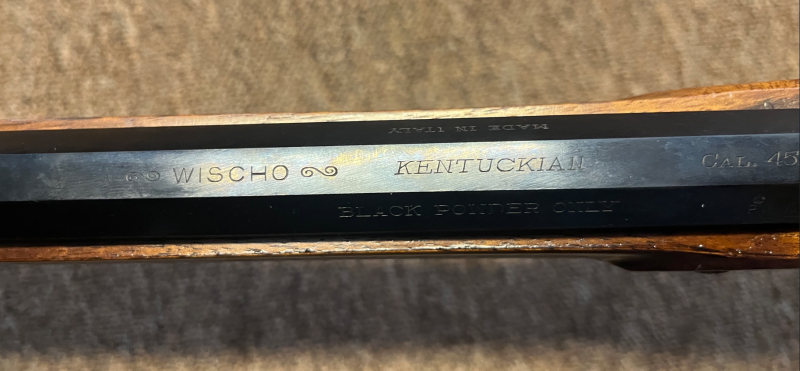 MADE IN ITALY
WISCHO KENTUCKIAN CAL. 45
BLACK POWDER ONLY